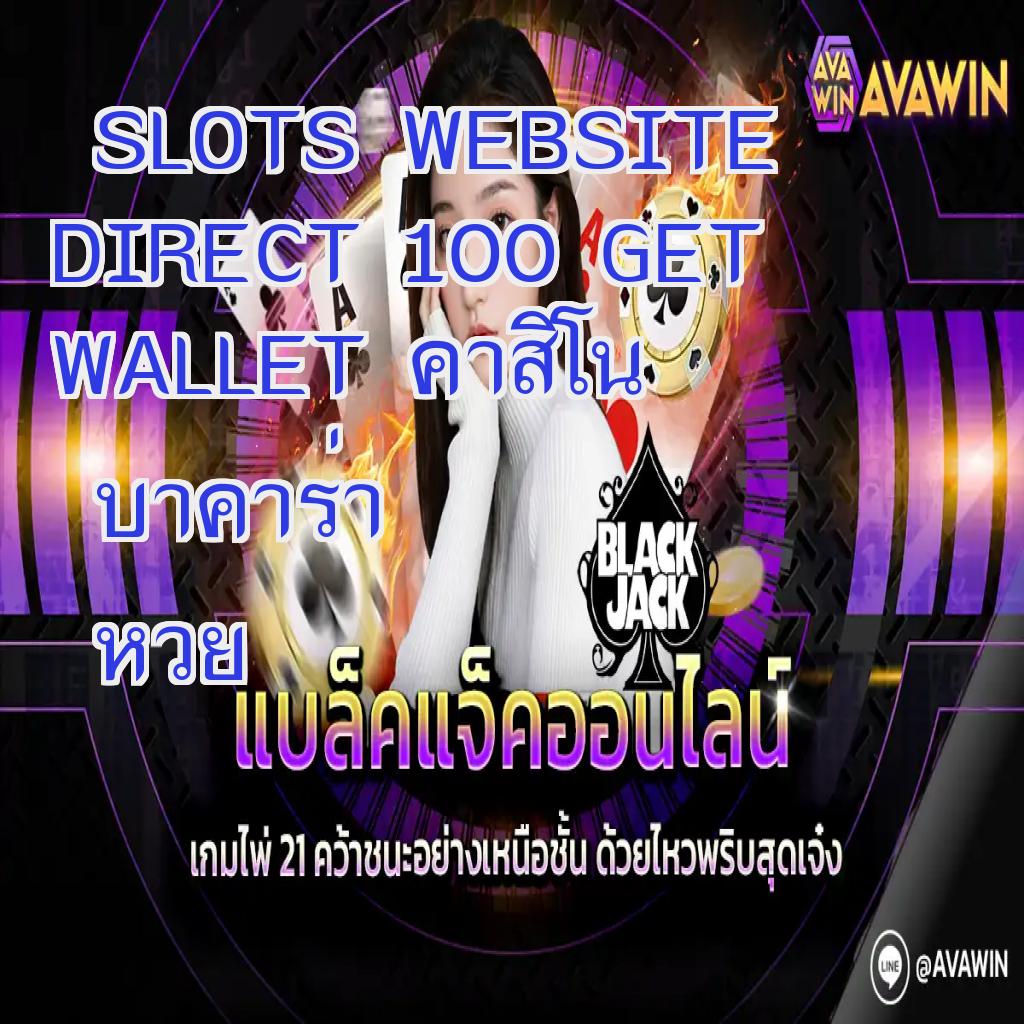 AVA
WIN
AVAWIN
SLOTS WEBSITE
DIRECT 100 GET
WALLET คาสิโน
บาคาร่า
หวย
BLACK
JACK
แบล็คแจ็คออนไลน์
เกมไพ่ 21 คว้าชนะอย่างเหนือชั้น ด้วยไหวพริบสุดเจ๋ง
LINE
@AVAWIN